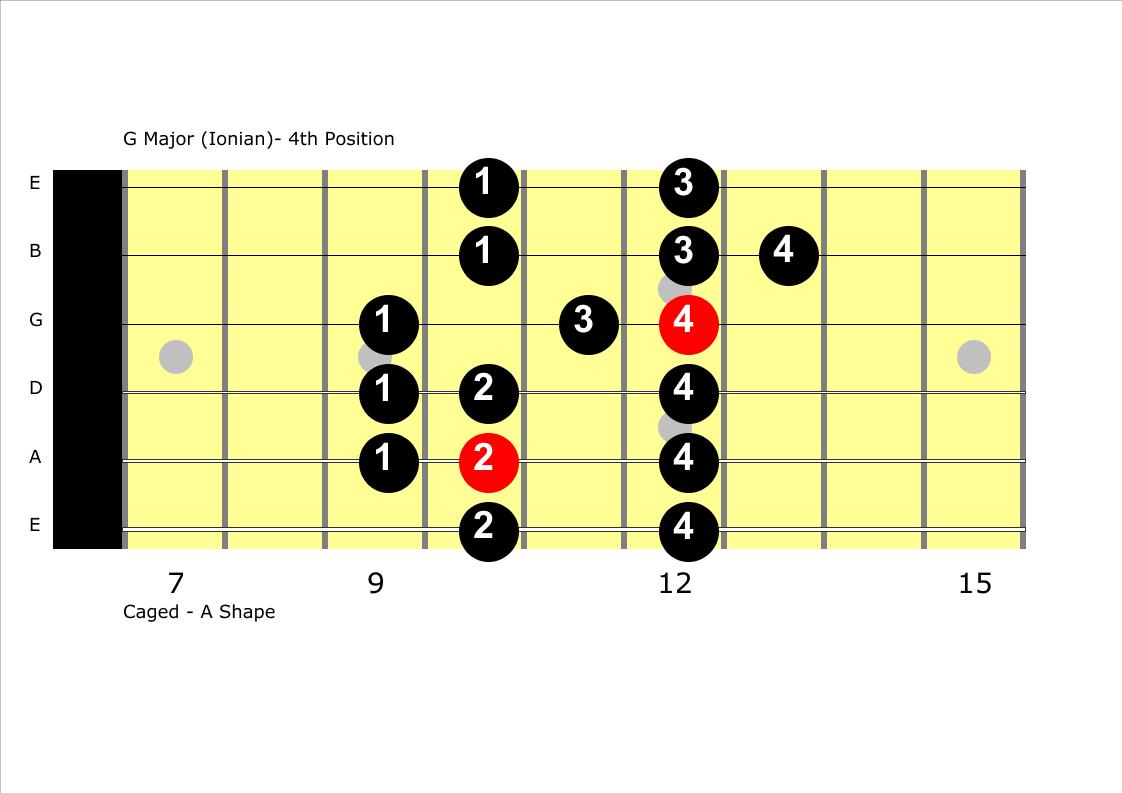 G Major (Ionian)- 4th Position
E 1 3
B 1 3 4
G 1 3 4
D 1 2 4
A 1 2 4
E 2 4
7 9 12 15
Caged - A Shape